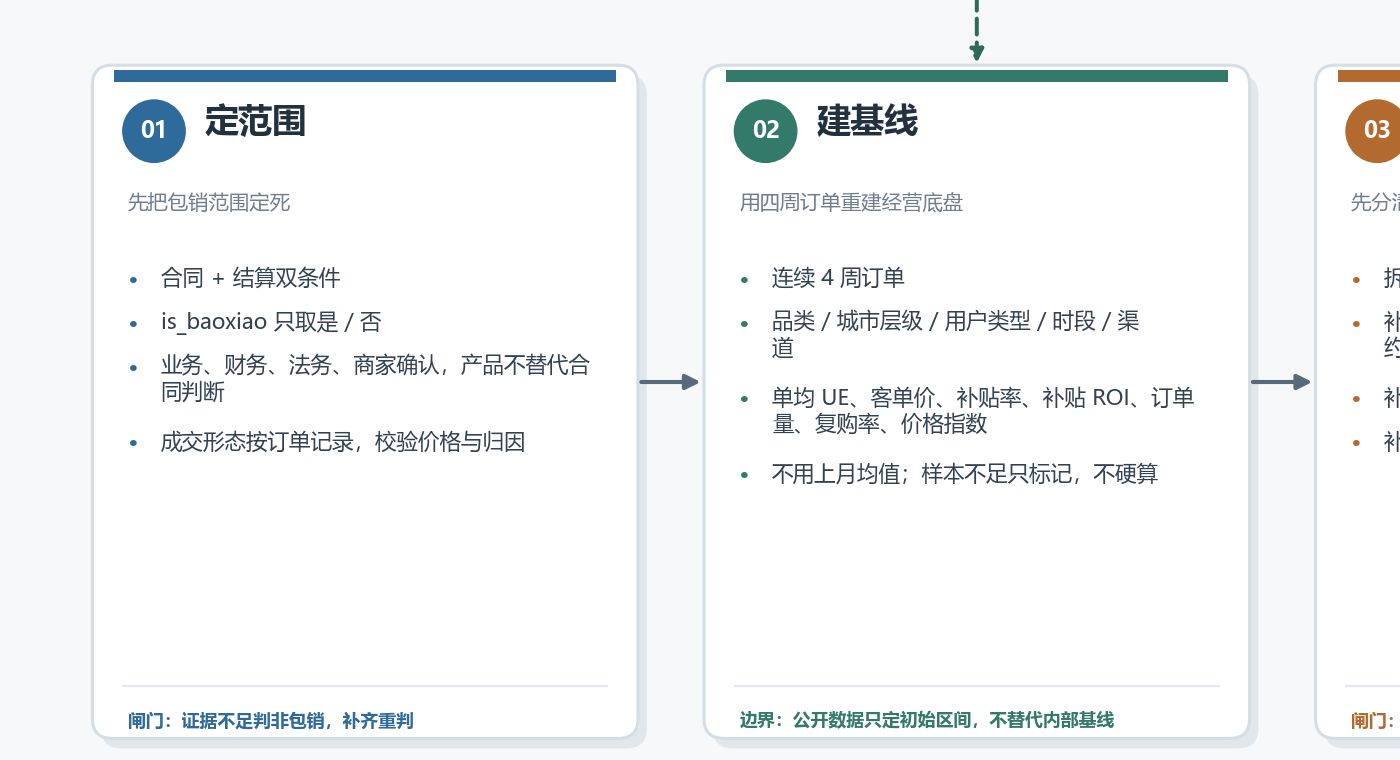 01
定范围
先把包销范围定死
合同 + 结算双条件
is_baoxiao 只取是 / 否
业务、财务、法务、商家确认，产品不替代合
同判断
成交形态按订单记录，校验价格与归因
闸门：证据不足判非包销，补齐重判
02
建基线
用四周订单重建经营底盘
连续 4 周订单
品类 / 城市层级 / 用户类型 / 时段 / 渠
道
单均 UE、客单价、补贴率、补贴 ROI、订单
量、复购率、价格指数
不用上月均值；样本不足只标记，不硬算
边界：公开数据只定初始区间，不替代内部基线
03
先分
补
约
补
补
闸门：